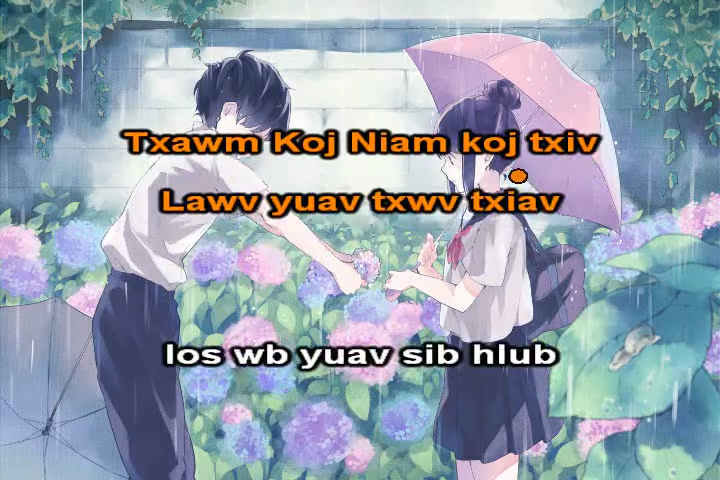 Txawm Koj Niam koj txiv
Lawv yuav txwv txiav
los wb yuav sib hlub